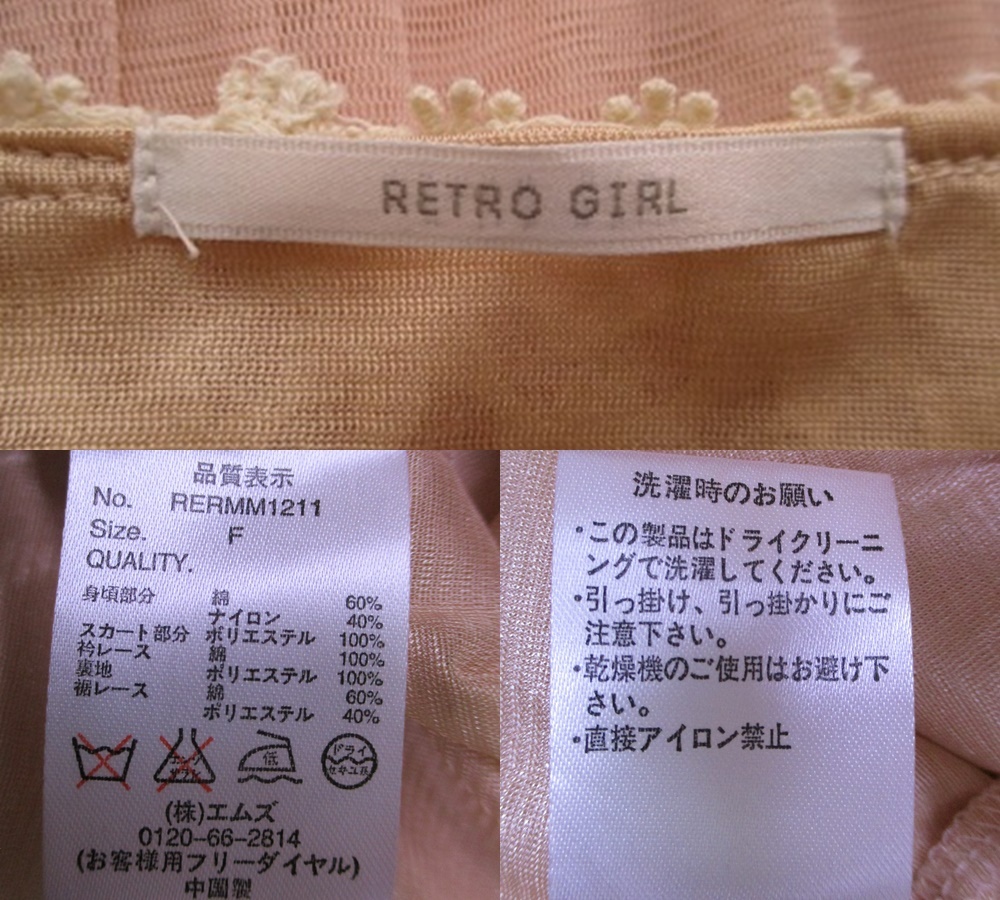 RETRO GIRL
品質表示
No. RERMM1211
Size. F
QUALITY.
身頃部分 綿 60%
ナイロン 40%
スカート部分 ポリエステル 100%
衿レース 綿 100%
裏地 ポリエステル 100%
裾レース 綿 60%
ポリエステル 40%
低
ドライ
セキユ系
(株)エムズ
0120-66-2814
(お客様用フリーダイヤル)
中国製
洗濯時のお願い
・この製品はドライクリーニ
ングで洗濯してください。
・引っ掛け、引っ掛かりにご
注意下さい。
・乾燥機のご使用はお避け下
さい。
・直接アイロン禁止